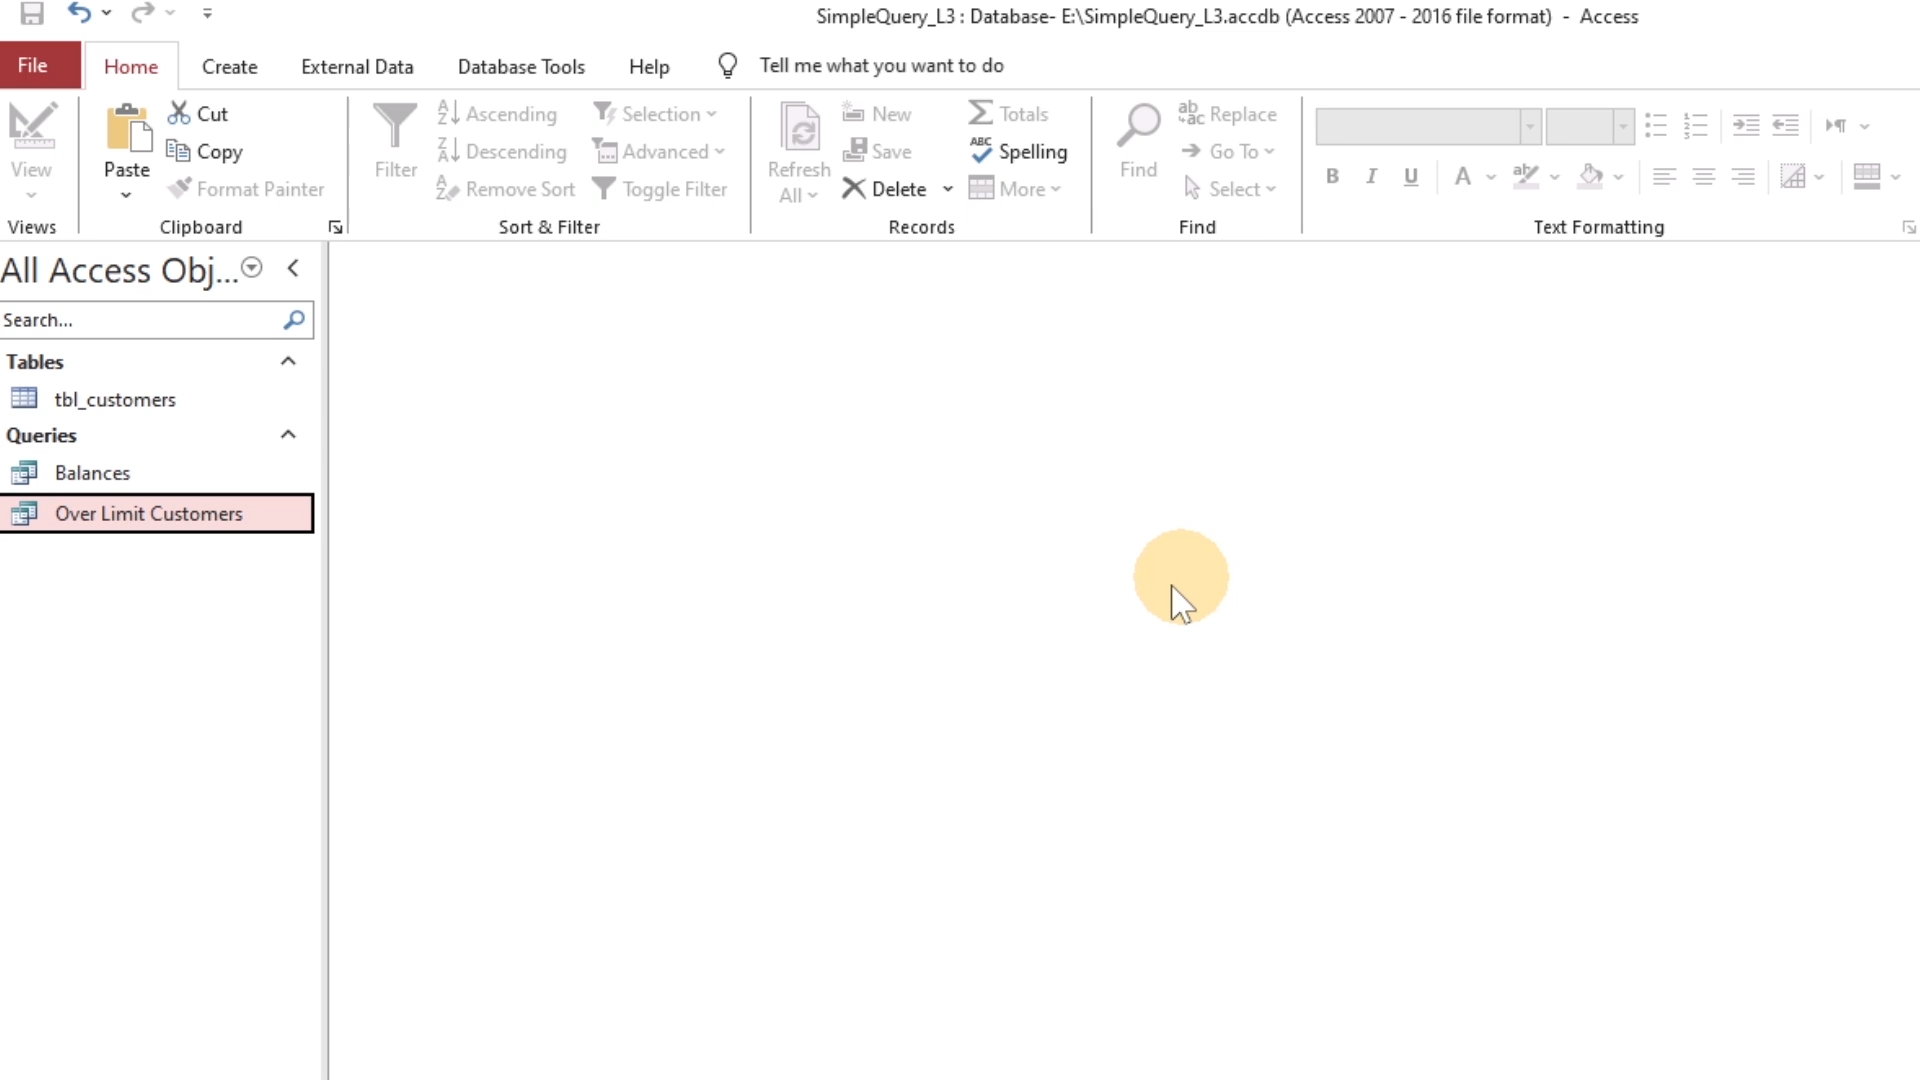 SimpleQuery_L3 : Database- E:\SimpleQuery_L3.accdb (Access 2007 - 2016 file format) - Access
File Home Create External Data Database Tools Help Tell me what you want to do
View
Views
Paste
Cut
Copy
Format Painter
Clipboard
Filter
Ascending
Descending
Remove Sort
Selection
Advanced
Toggle Filter
Sort & Filter
Refresh
All
New
Save
Delete
Totals
Spelling
More
Records
Find
Replace
Go To
Select
Find
B I U A
Text Formatting
All Access Obj...
Search...
Tables
tbl_customers
Queries
Balances
Over Limit Customers